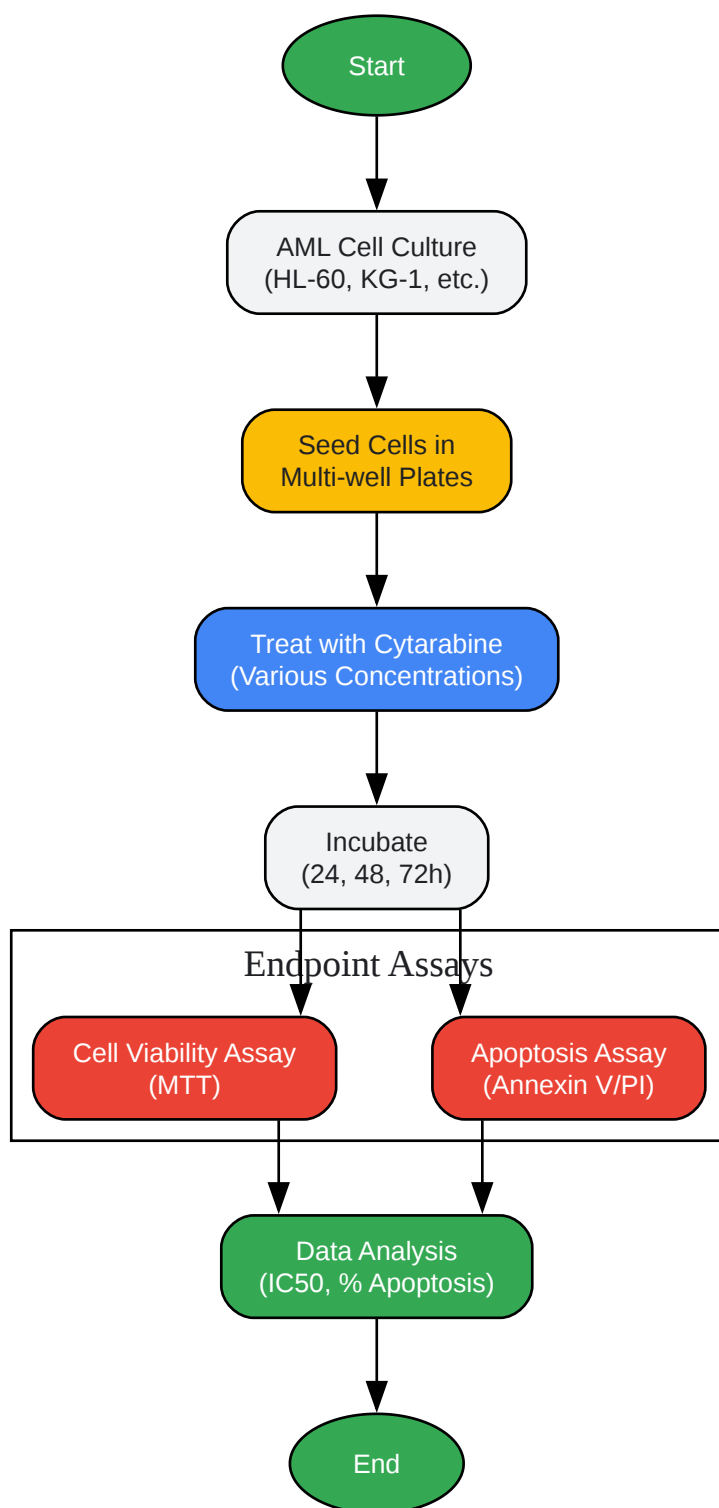 Start
AML Cell Culture
(HL-60, KG-1, etc.)
Seed Cells in
Multi-well Plates
Treat with Cytarabine
(Various Concentrations)
Incubate
(24, 48, 72h)
Endpoint Assays
Cell Viability Assay
(MTT)
Apoptosis Assay
(Annexin V/PI)
Data Analysis
(IC50, % Apoptosis)
End